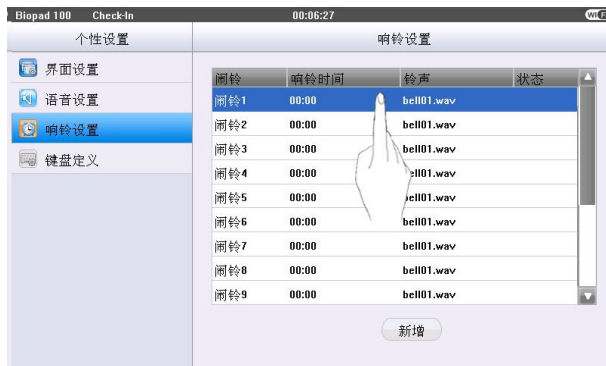 Biopad 100 Check-In 00:06:27
个性设置
响铃设置
界面设置
语音设置
响铃设置
键盘定义
闹铃 响铃时间 铃声 状态
闹铃1 00:00 bell01.wav
闹铃2 00:00 bell01.wav
闹铃3 00:00 bell01.wav
闹铃4 00:00 bell01.wav
闹铃5 00:00 bell01.wav
闹铃6 00:00 bell01.wav
闹铃7 00:00 bell01.wav
闹铃8 00:00 bell01.wav
闹铃9 00:00 bell01.wav
新增